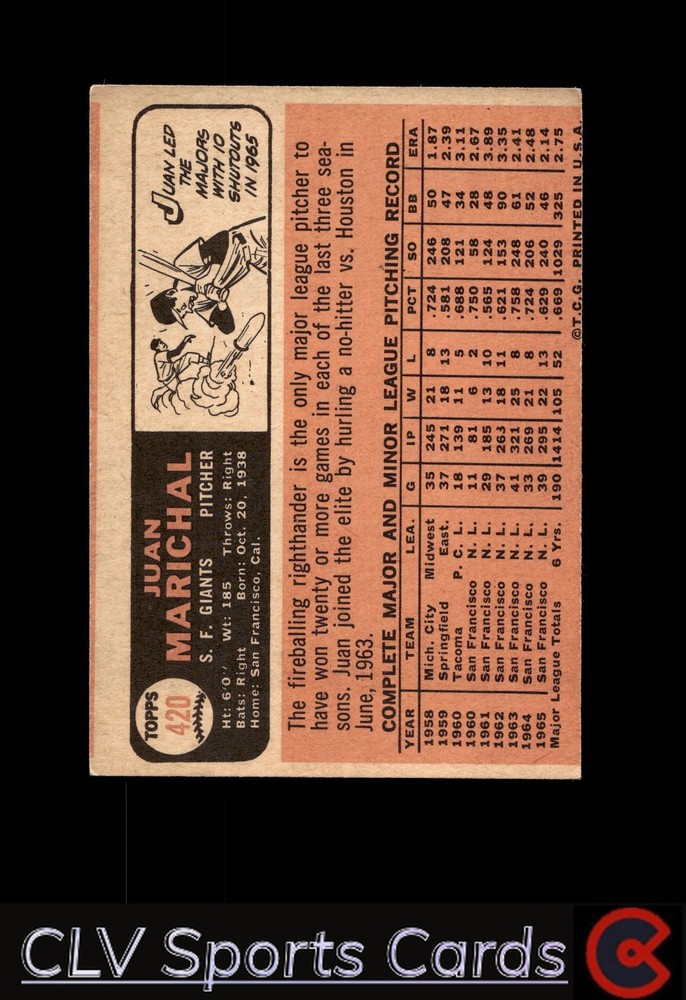 TOPPS
420
JUAN
MARICHAL
S. F. GIANTS PITCHER
Ht: 6'0" Wt: 185 Throws: Right
Bats: Right Born: Oct. 20, 1938
Home: San Francisco, Cal.
JUAN LED
THE
MAJORS
WITH 10
SHUTOUTS
IN 1965
The fireballing righthander is the only major league pitcher to
have won twenty or more games in each of the last three sea-
sons. Juan joined the elite by hurling a no-hitter vs. Houston in
June, 1963.
COMPLETE MAJOR AND MINOR LEAGUE PITCHING RECORD
YEAR TEAM LEA. G IP W L PCT SO BB ERA
1958 Mich. City Midwest 35 245 21 8 .724 246 50 1.87
1959 Springfield East. 37 271 18 13 .581 208 47 2.39
1960 Tacoma P. C. L. 18 139 11 5 .688 121 34 3.11
1960 San Francisco N. L. 11 81 6 2 .750 58 28 2.67
1961 San Francisco N. L. 29 185 13 10 .565 124 48 3.89
1962 San Francisco N. L. 37 263 18 11 .621 153 90 3.35
1963 San Francisco N. L. 41 321 25 8 .758 248 61 2.41
1964 San Francisco N. L. 33 269 21 8 .724 206 52 2.48
1965 San Francisco N. L. 39 295 22 13 .629 240 46 2.14
Major League Totals 6 Yrs. 190 1414 105 52 .669 1029 325 2.75
©T.C.G. PRINTED IN U.S.A.
CLV Sports Cards